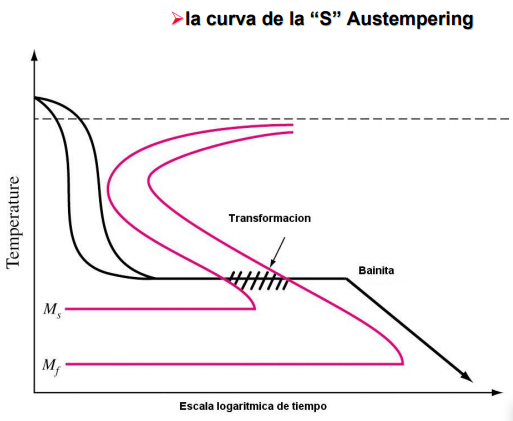 ➢la curva de la “S” Austempering
Temperature
Transformacion
Bainita
Ms
Mf
Escala logaritmica de tiempo